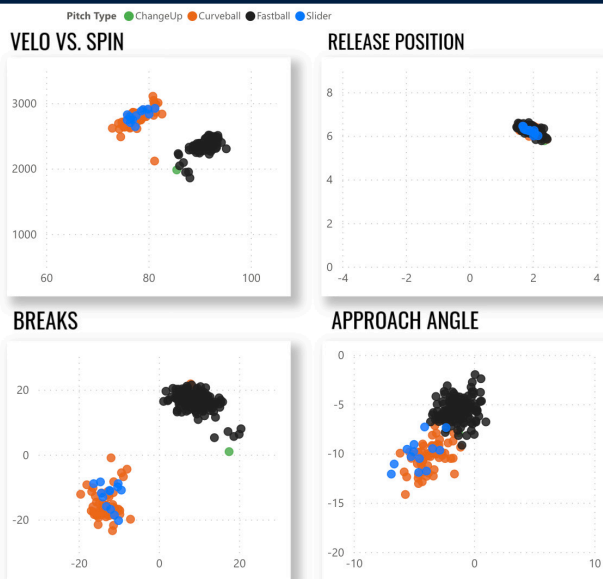 Pitch Type ChangeUp Curveball Fastball Slider
VELO VS. SPIN
3000
2000
1000
60 80 100
RELEASE POSITION
8
6
4
2
0
-4 -2 0 2 4
BREAKS
20
0
-20
-20 0 20
APPROACH ANGLE
0
-5
-10
-15
-20
-10 0 10